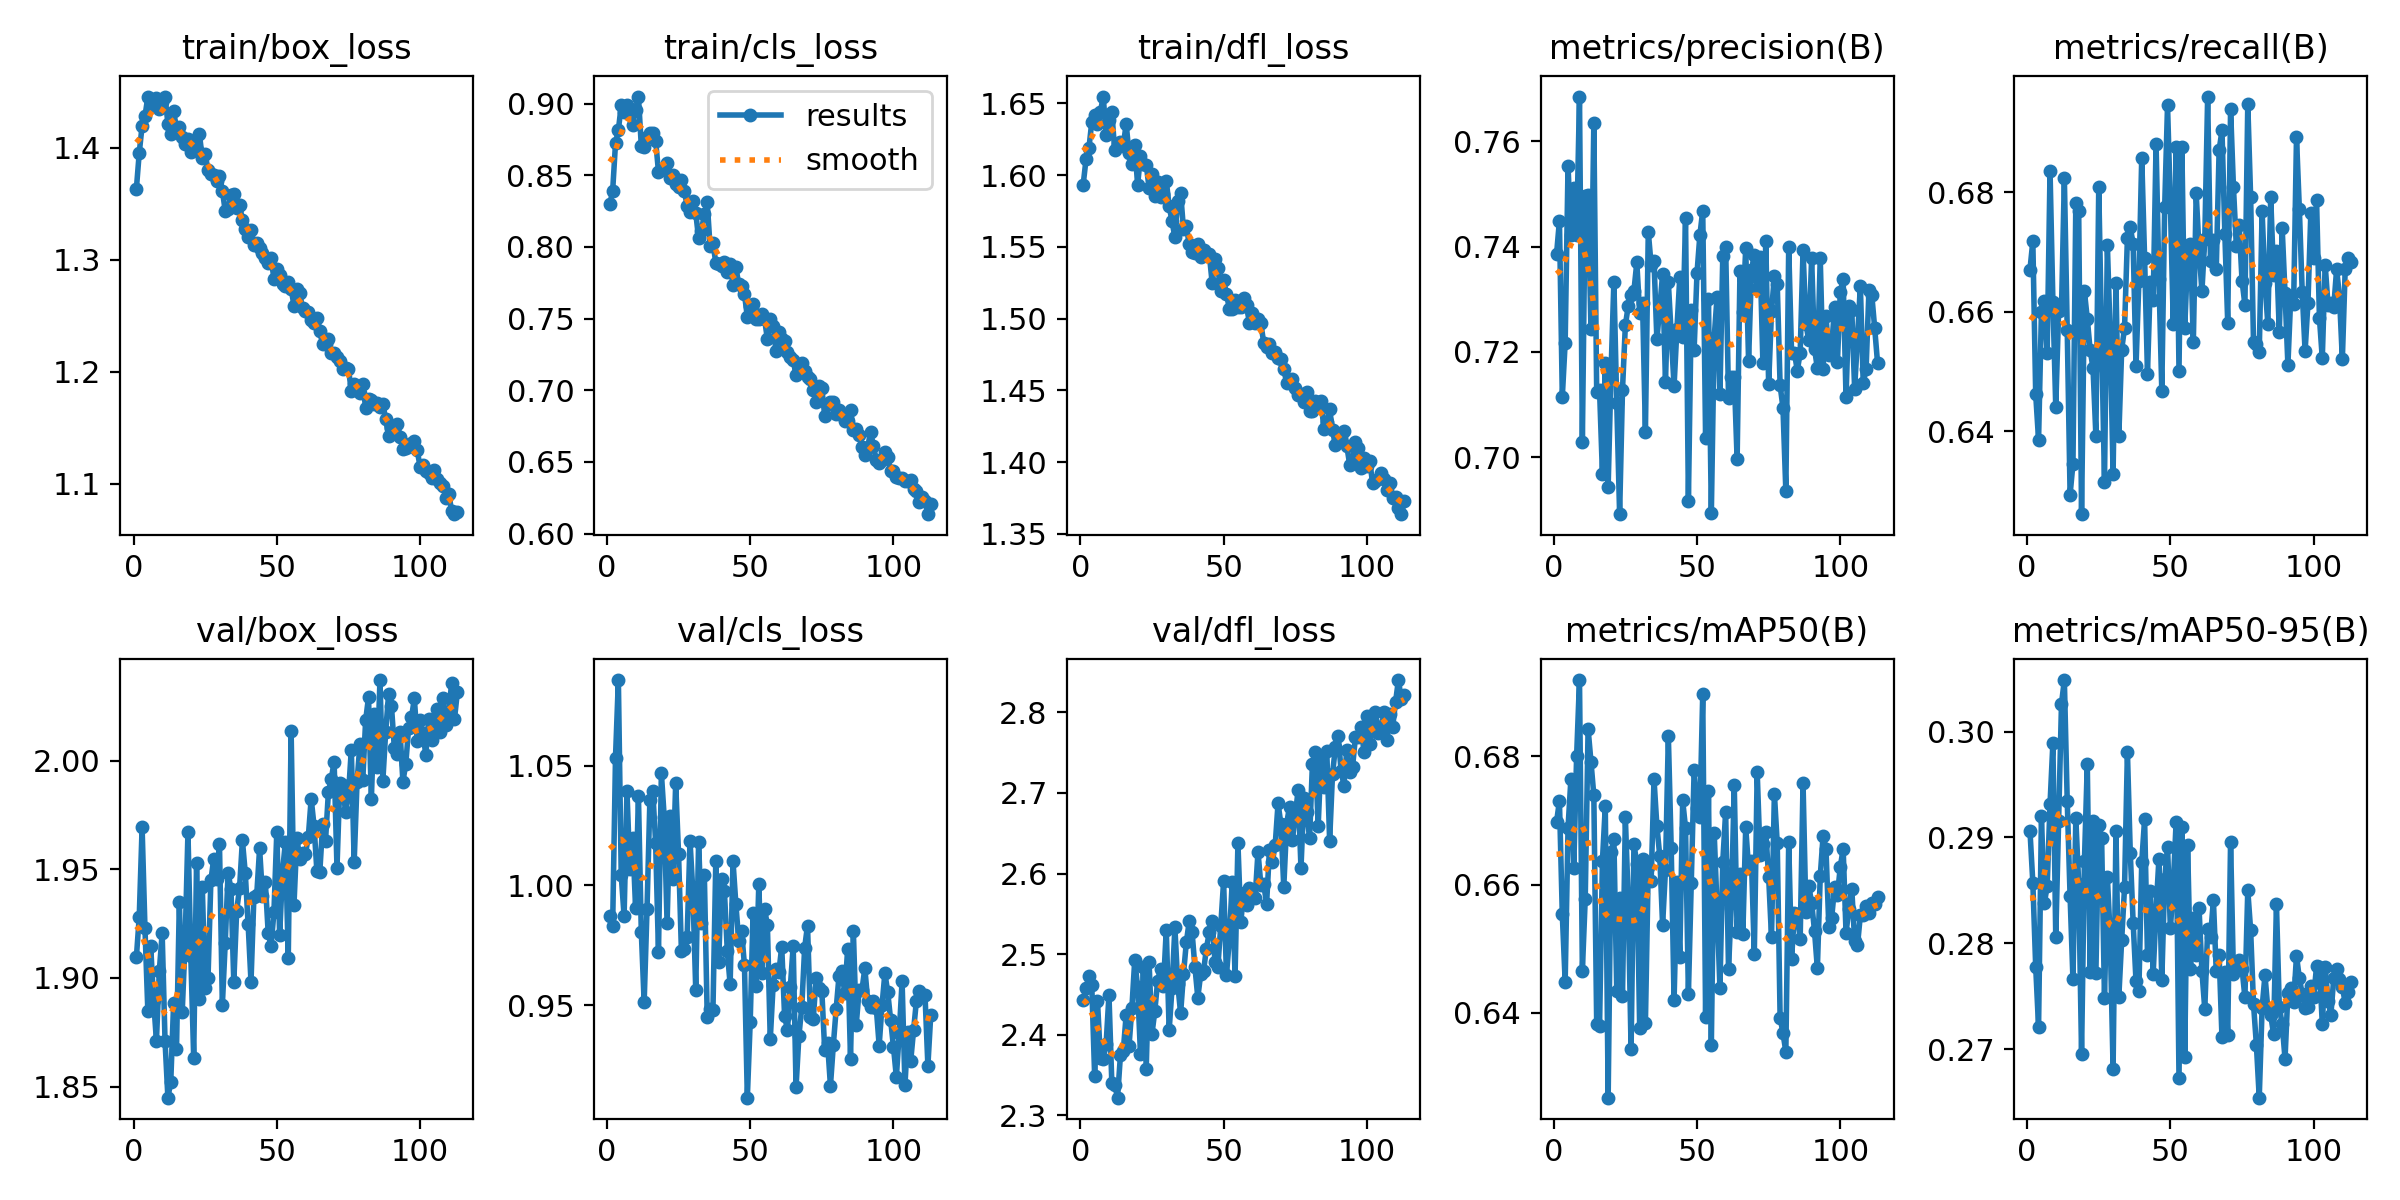 train/box_loss
train/cls_loss
train/dfl_loss
metrics/precision(B)
metrics/recall(B)
1.4
1.3
1.2
1.1
0 50 100
0.90
0.85
0.80
0.75
0.70
0.65
0.60
results
smooth
0 50 100
1.65
1.60
1.55
1.50
1.45
1.40
1.35
0 50 100
0.76
0.74
0.72
0.70
0 50 100
0.68
0.66
0.64
0 50 100
val/box_loss
val/cls_loss
val/dfl_loss
metrics/mAP50(B)
metrics/mAP50-95(B)
2.00
1.95
1.90
1.85
0 50 100
1.05
1.00
0.95
0 50 100
2.8
2.7
2.6
2.5
2.4
2.3
0 50 100
0.68
0.66
0.64
0 50 100
0.30
0.29
0.28
0.27
0 50 100